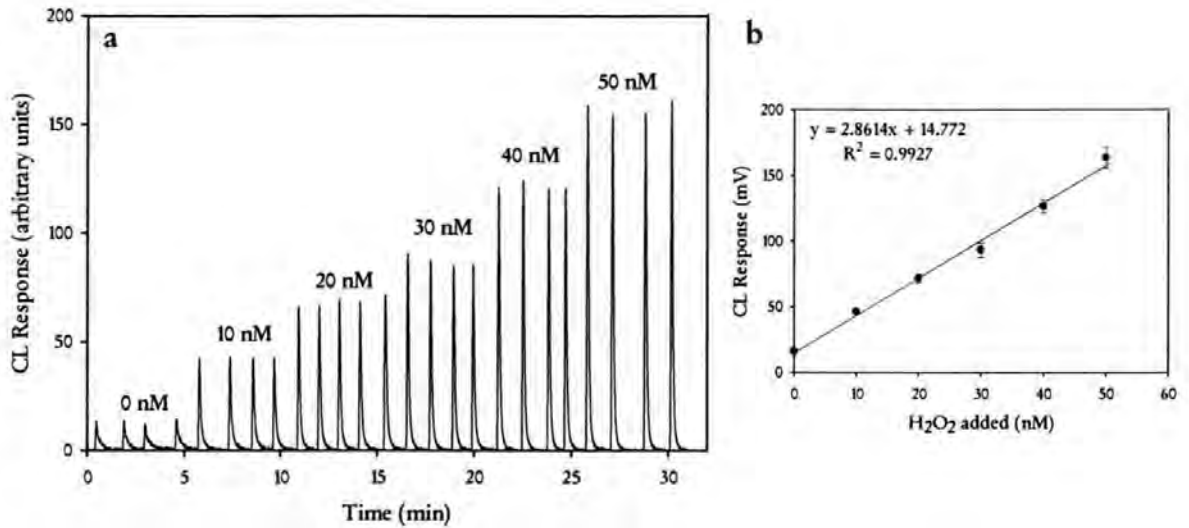 a
CL Response (arbitrary units)
200
150
100
50
0
0 nM
10 nM
20 nM
30 nM
40 nM
50 nM
0 5 10 15 20 25 30
Time (min)
b
CL Response (mV)
200
150
100
50
0
y = 2.8614x + 14.772
R² = 0.9927
0 10 20 30 40 50 60
H₂O₂ added (nM)